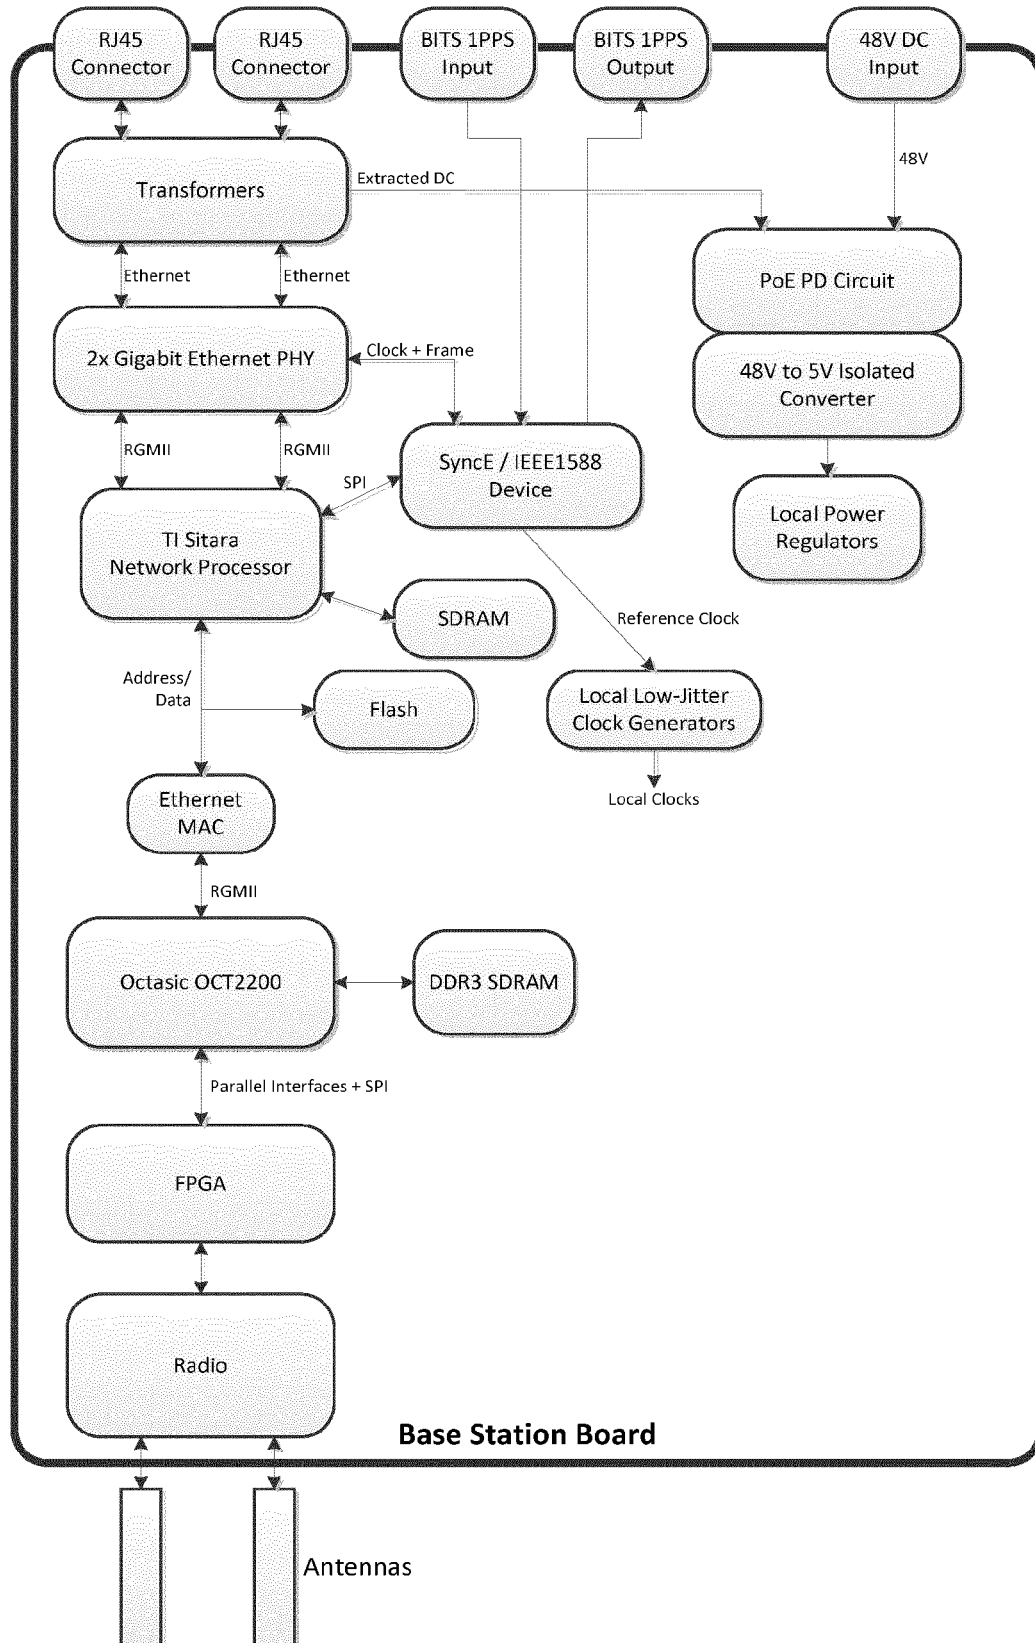 RJ45
Connector
RJ45
Connector
BITS 1PPS
Input
BITS 1PPS
Output
48V DC
Input
48V
Transformers
Extracted DC
Ethernet
Ethernet
PoE PD Circuit
2x Gigabit Ethernet PHY
Clock + Frame
48V to 5V Isolated
Converter
RGMII
RGMII
SPI
SyncE / IEEE1588
Device
TI Sitara
Network Processor
Local Power
Regulators
SDRAM
Reference Clock
Address/
Data
Flash
Local Low-Jitter
Clock Generators
Local Clocks
Ethernet
MAC
RGMII
Octasic OCT2200
DDR3 SDRAM
Parallel Interfaces + SPI
FPGA
Radio
Base Station Board
Antennas